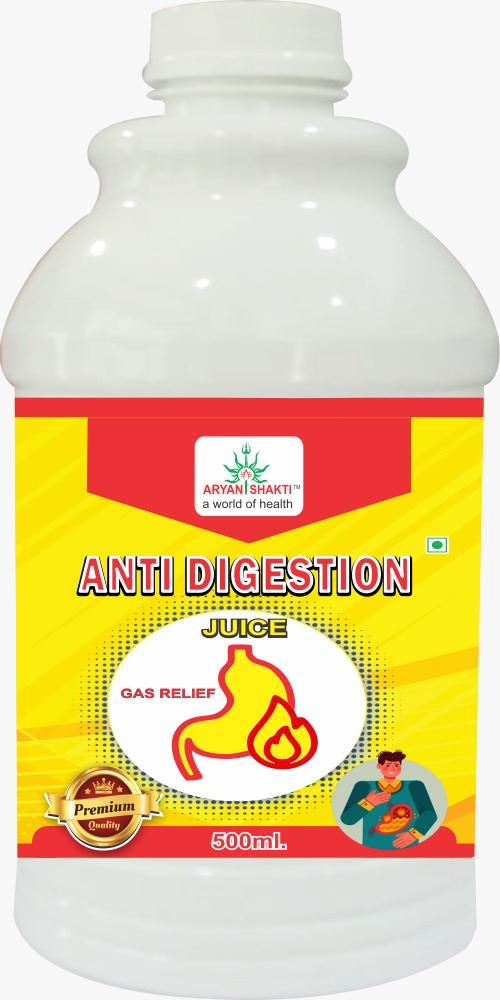 ARYAN SHAKTI™
a world of health
ANTI DIGESTION
JUICE
GAS RELIEF
Premium
Quality
500ml.